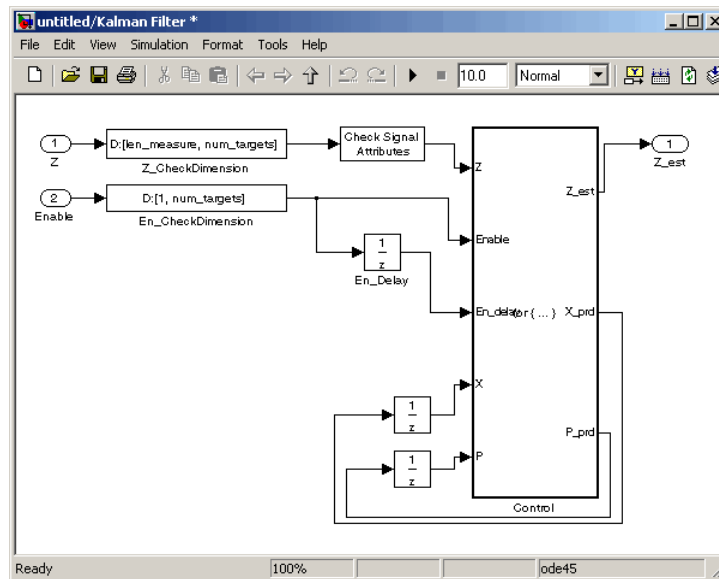 untitled/Kalman Filter *
File Edit View Simulation Format Tools Help
10.0 Normal
1
Z
D:[len_measure, num_targets]
Z_CheckDimension
Check Signal
Attributes
2
Enable
D:[1, num_targets]
En_CheckDimension
1
z
En_Delay
1
z
1
z
Z
Enable
En_delay
for { ... }
X
P
Z_est
X_prd
P_prd
Control
1
Z_est
Ready 100% ode45